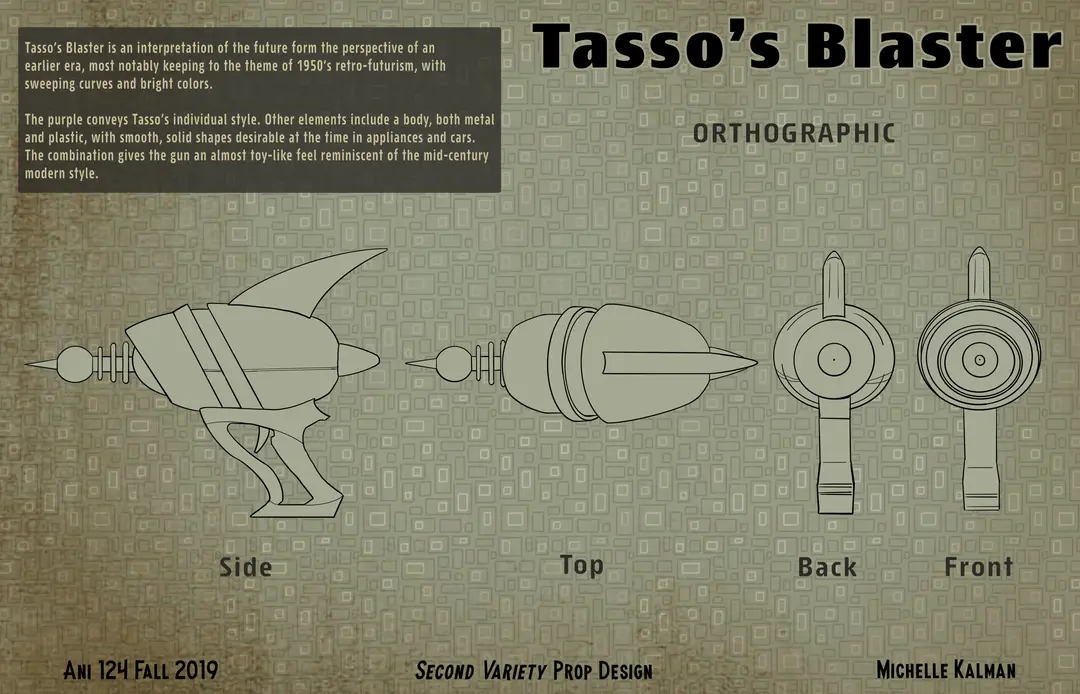 Tasso's Blaster
Tasso's Blaster is an interpretation of the future form the perspective of an
earlier era, most notably keeping to the theme of 1950's retro-futurism, with
sweeping curves and bright colors.
The purple conveys Tasso's individual style. Other elements include a body, both metal
and plastic, with smooth, solid shapes desirable at the time in appliances and cars.
The combination gives the gun an almost toy-like feel reminiscent of the mid-century
modern style.
ORTHOGRAPHIC
Side
Top
Back
Front
Ani 124 Fall 2019
Second Variety Prop Design
Michelle Kalman